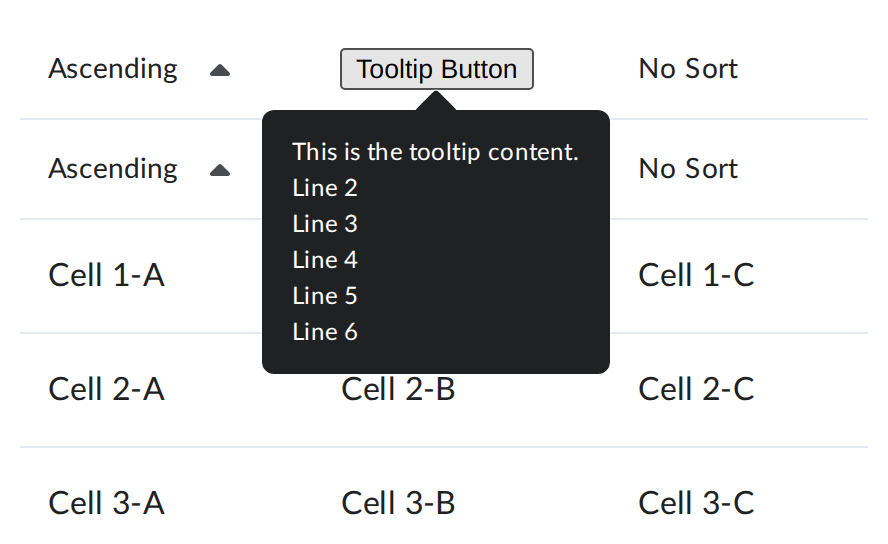 Ascending Tooltip Button No Sort
This is the tooltip content.
Line 2
Line 3
Line 4
Line 5
Line 6
Ascending No Sort
Cell 1-A Cell 1-C
Cell 2-A Cell 2-B Cell 2-C
Cell 3-A Cell 3-B Cell 3-C